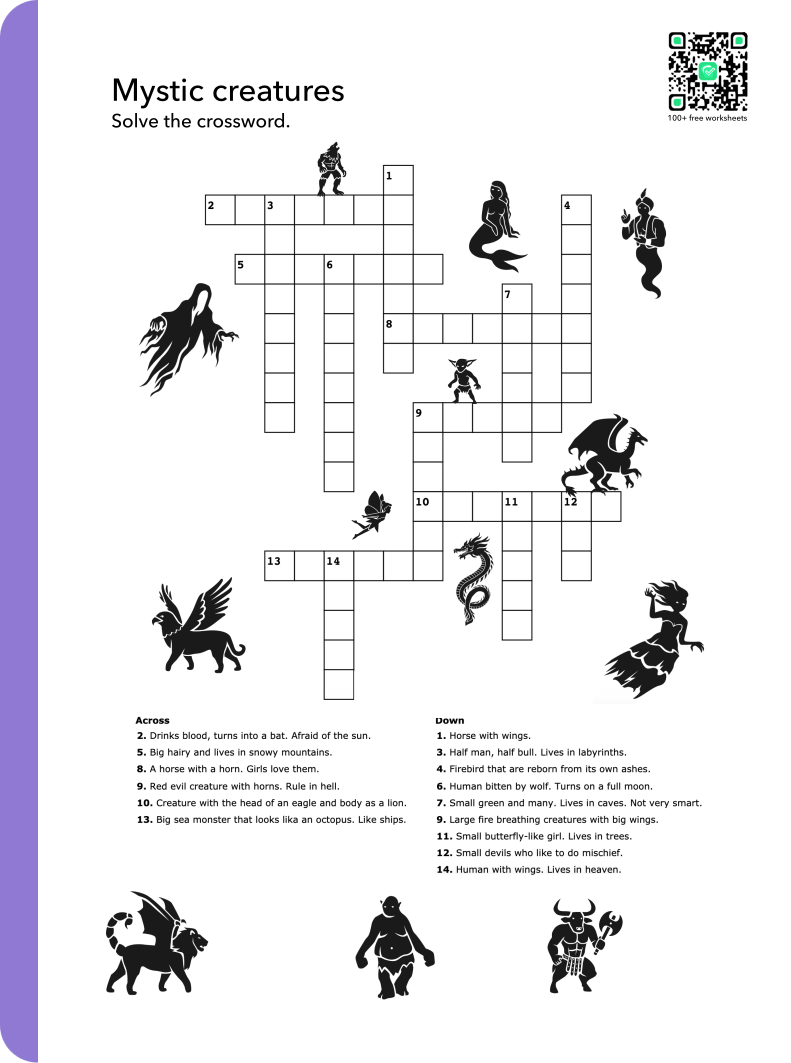 Mystic creatures
Solve the crossword.
100+ free worksheets
1
2
3
4
5
6
7
8
9
10
11
12
13
14
Across
2. Drinks blood, turns into a bat. Afraid of the sun.
5. Big hairy and lives in snowy mountains.
8. A horse with a horn. Girls love them.
9. Red evil creature with horns. Rule in hell.
10. Creature with the head of an eagle and body as a lion.
13. Big sea monster that looks lika an octopus. Like ships.
Down
1. Horse with wings.
3. Half man, half bull. Lives in labyrinths.
4. Firebird that are reborn from its own ashes.
6. Human bitten by wolf. Turns on a full moon.
7. Small green and many. Lives in caves. Not very smart.
9. Large fire breathing creatures with big wings.
11. Small butterfly-like girl. Lives in trees.
12. Small devils who like to do mischief.
14. Human with wings. Lives in heaven.